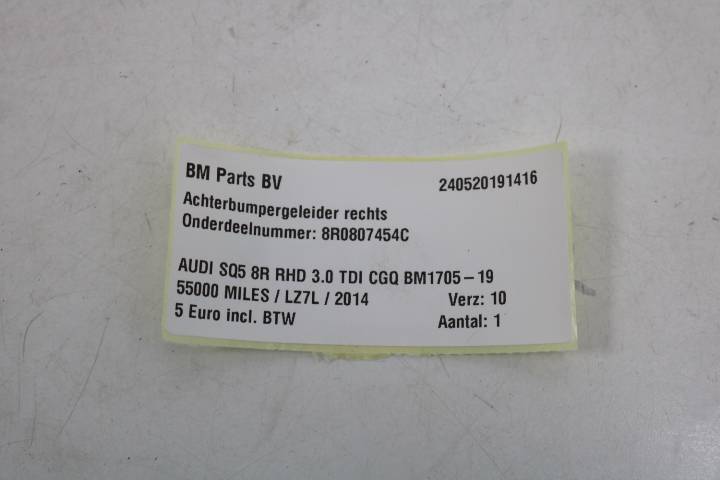 BM Parts BV 240520191416
Achterbumpergeleider rechts
Onderdeelnummer: 8R0807454C
AUDI SQ5 8R RHD 3.0 TDI CGQ BM1705-19
55000 MILES / LZ7L / 2014 Verz: 10
5 Euro incl. BTW Aantal: 1